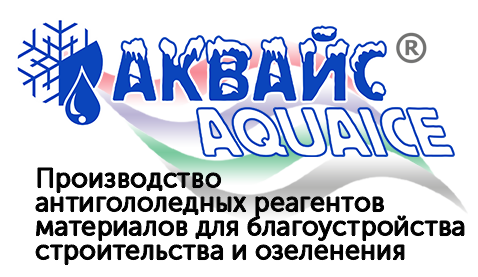 АКВАЙС®
AQUAICE
Производство
антигололедных реагентов
материалов для благоустройства
строительства и озеленения